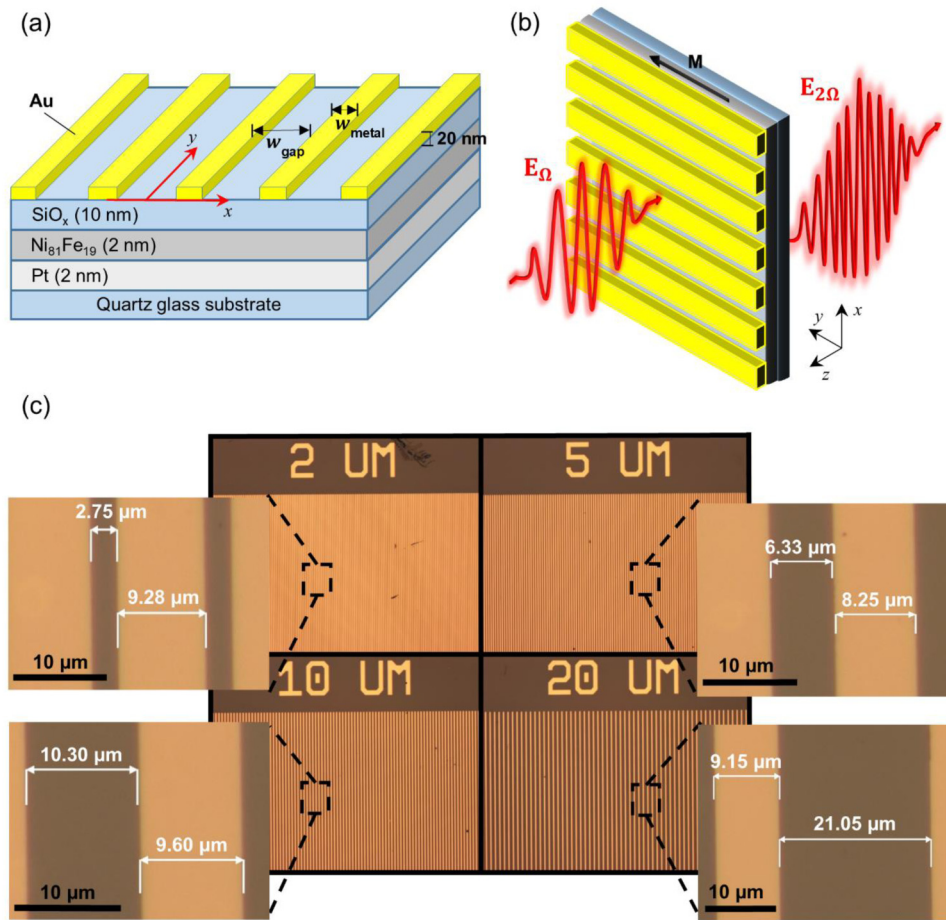 (a)
Au
y
w_gap
w_metal
20 nm
x
SiOₓ (10 nm)
Ni₈₁Fe₁₉ (2 nm)
Pt (2 nm)
Quartz glass substrate
(b)
M
E_Ω
E_2Ω
x
y
z
(c)
2 UM
5 UM
2.75 µm
9.28 µm
10 µm
6.33 µm
8.25 µm
10 µm
10 UM
20 UM
10.30 µm
9.60 µm
10 µm
9.15 µm
21.05 µm
10 µm